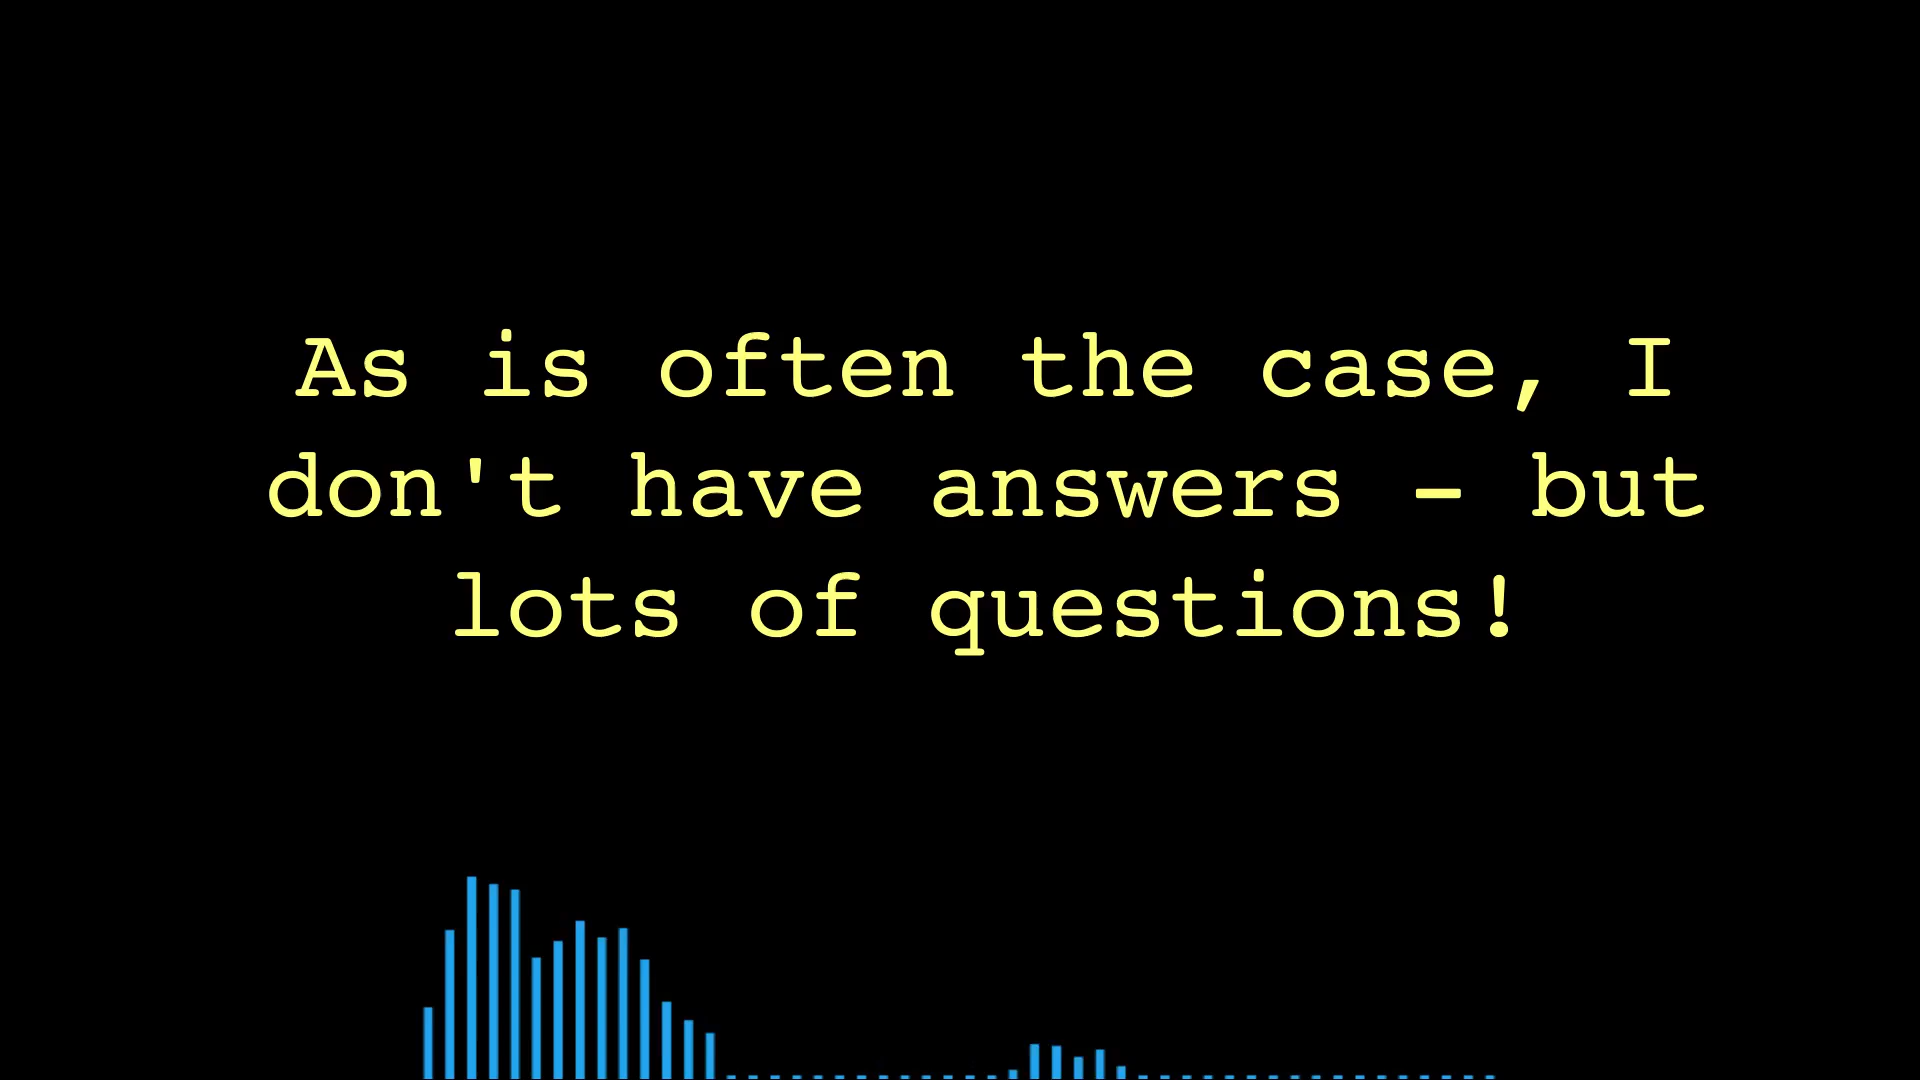 As is often the case, I
don't have answers - but
lots of questions!